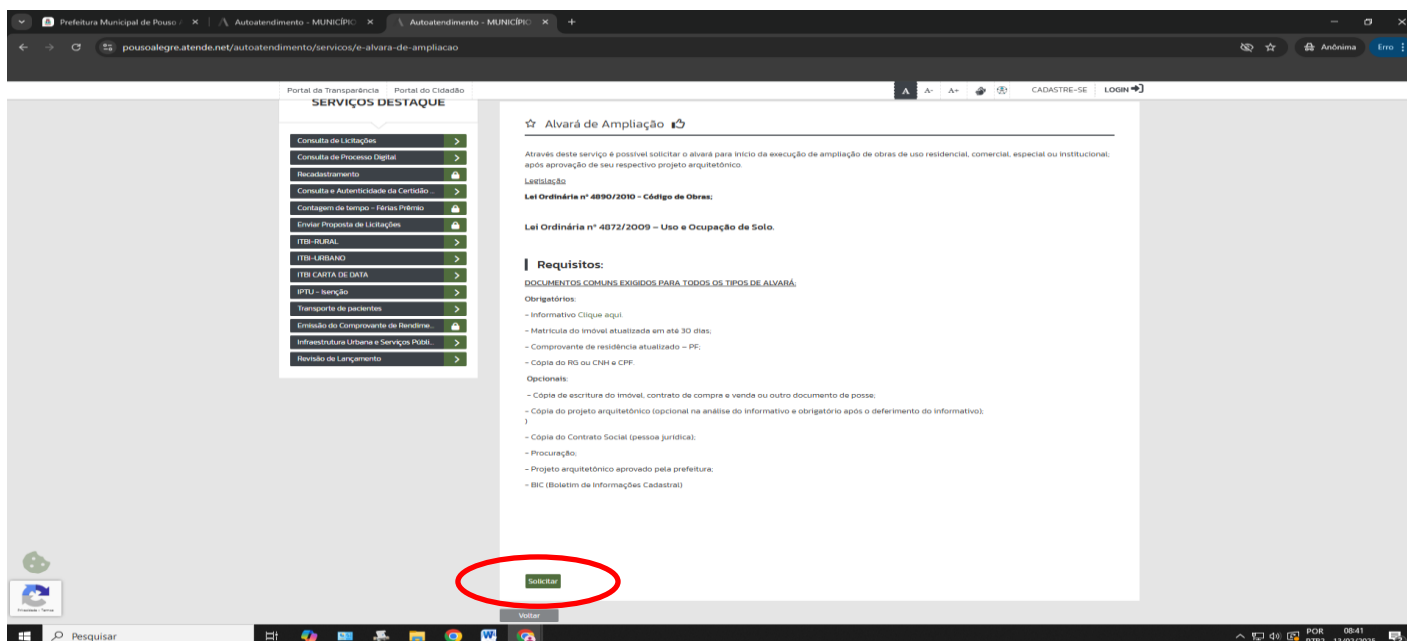 Prefeitura Municipal de Pouso
Autoatendimento - MUNICÍPIO
Autoatendimento - MUNICÍPIO
pousoalegre.atende.net/autoatendimento/servicos/e-alvara-de-ampliacao
Anônima
Erro
Portal da Transparência
Portal do Cidadão
A
A-
A+
CADASTRE-SE
LOGIN
SERVIÇOS DESTAQUE
Consulta de Licitações
Consulta de Processo Digital
Recadastramento
Consulta e Autenticidade da Certidão...
Contagem de tempo - Férias Prêmio
Enviar Proposta de Licitações
ITBI-RURAL
ITBI-URBANO
ITBI CARTA DE DATA
IPTU - Isenção
Transporte de pacientes
Emissão do Comprovante de Rendime...
Infraestrutura Urbana e Serviços Públi...
Revisão de Lançamento
Alvará de Ampliação
Através deste serviço é possível solicitar o alvará para início da execução de ampliação de obras de uso residencial, comercial, especial ou institucional;
após aprovação de seu respectivo projeto arquitetônico.
Legislação
Lei Ordinária nº 4890/2010 - Código de Obras;
Lei Ordinária nº 4872/2009 – Uso e Ocupação de Solo.
Requisitos:
DOCUMENTOS COMUNS EXIGIDOS PARA TODOS OS TIPOS DE ALVARÁ:
Obrigatórios:
- Informativo Clique aqui.
- Matrícula do imóvel atualizada em até 30 dias;
- Comprovante de residência atualizado – PF;
- Cópia do RG ou CNH e CPF.
Opcionais:
- Cópia de escritura do imóvel, contrato de compra e venda ou outro documento de posse;
- Cópia do projeto arquitetônico (opcional na análise do informativo e obrigatório após o deferimento do informativo);
)
- Cópia do Contrato Social (pessoa jurídica);
- Procuração;
- Projeto arquitetônico aprovado pela prefeitura;
- BIC (Boletim de Informações Cadastral)
Solicitar
Voltar
Privacidade - Termos
Pesquisar
POR
08:41
PTB2
13/02/2025